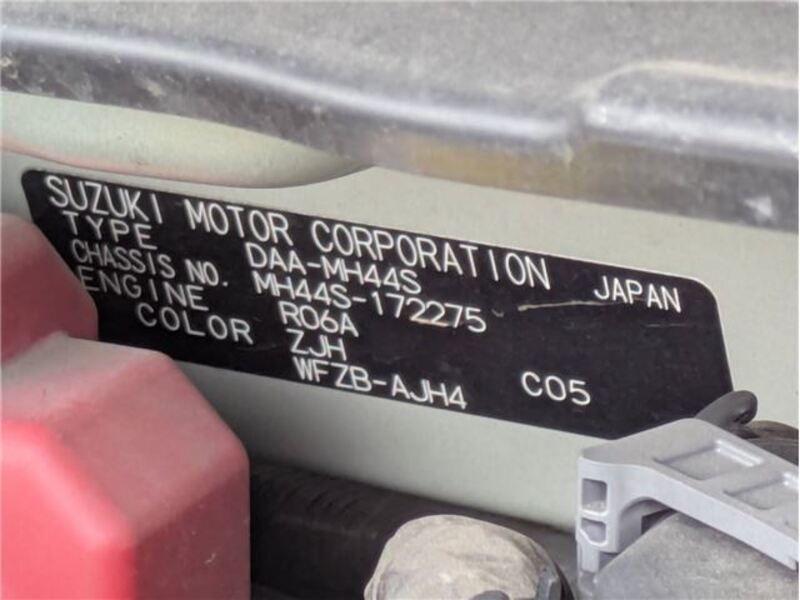 SUZUKI MOTOR CORPORATION JAPAN
TYPE DAA-MH44S
CHASSIS NO. MH44S-172275
ENGINE R06A
COLOR ZJH
WFZB-AJH4 C05